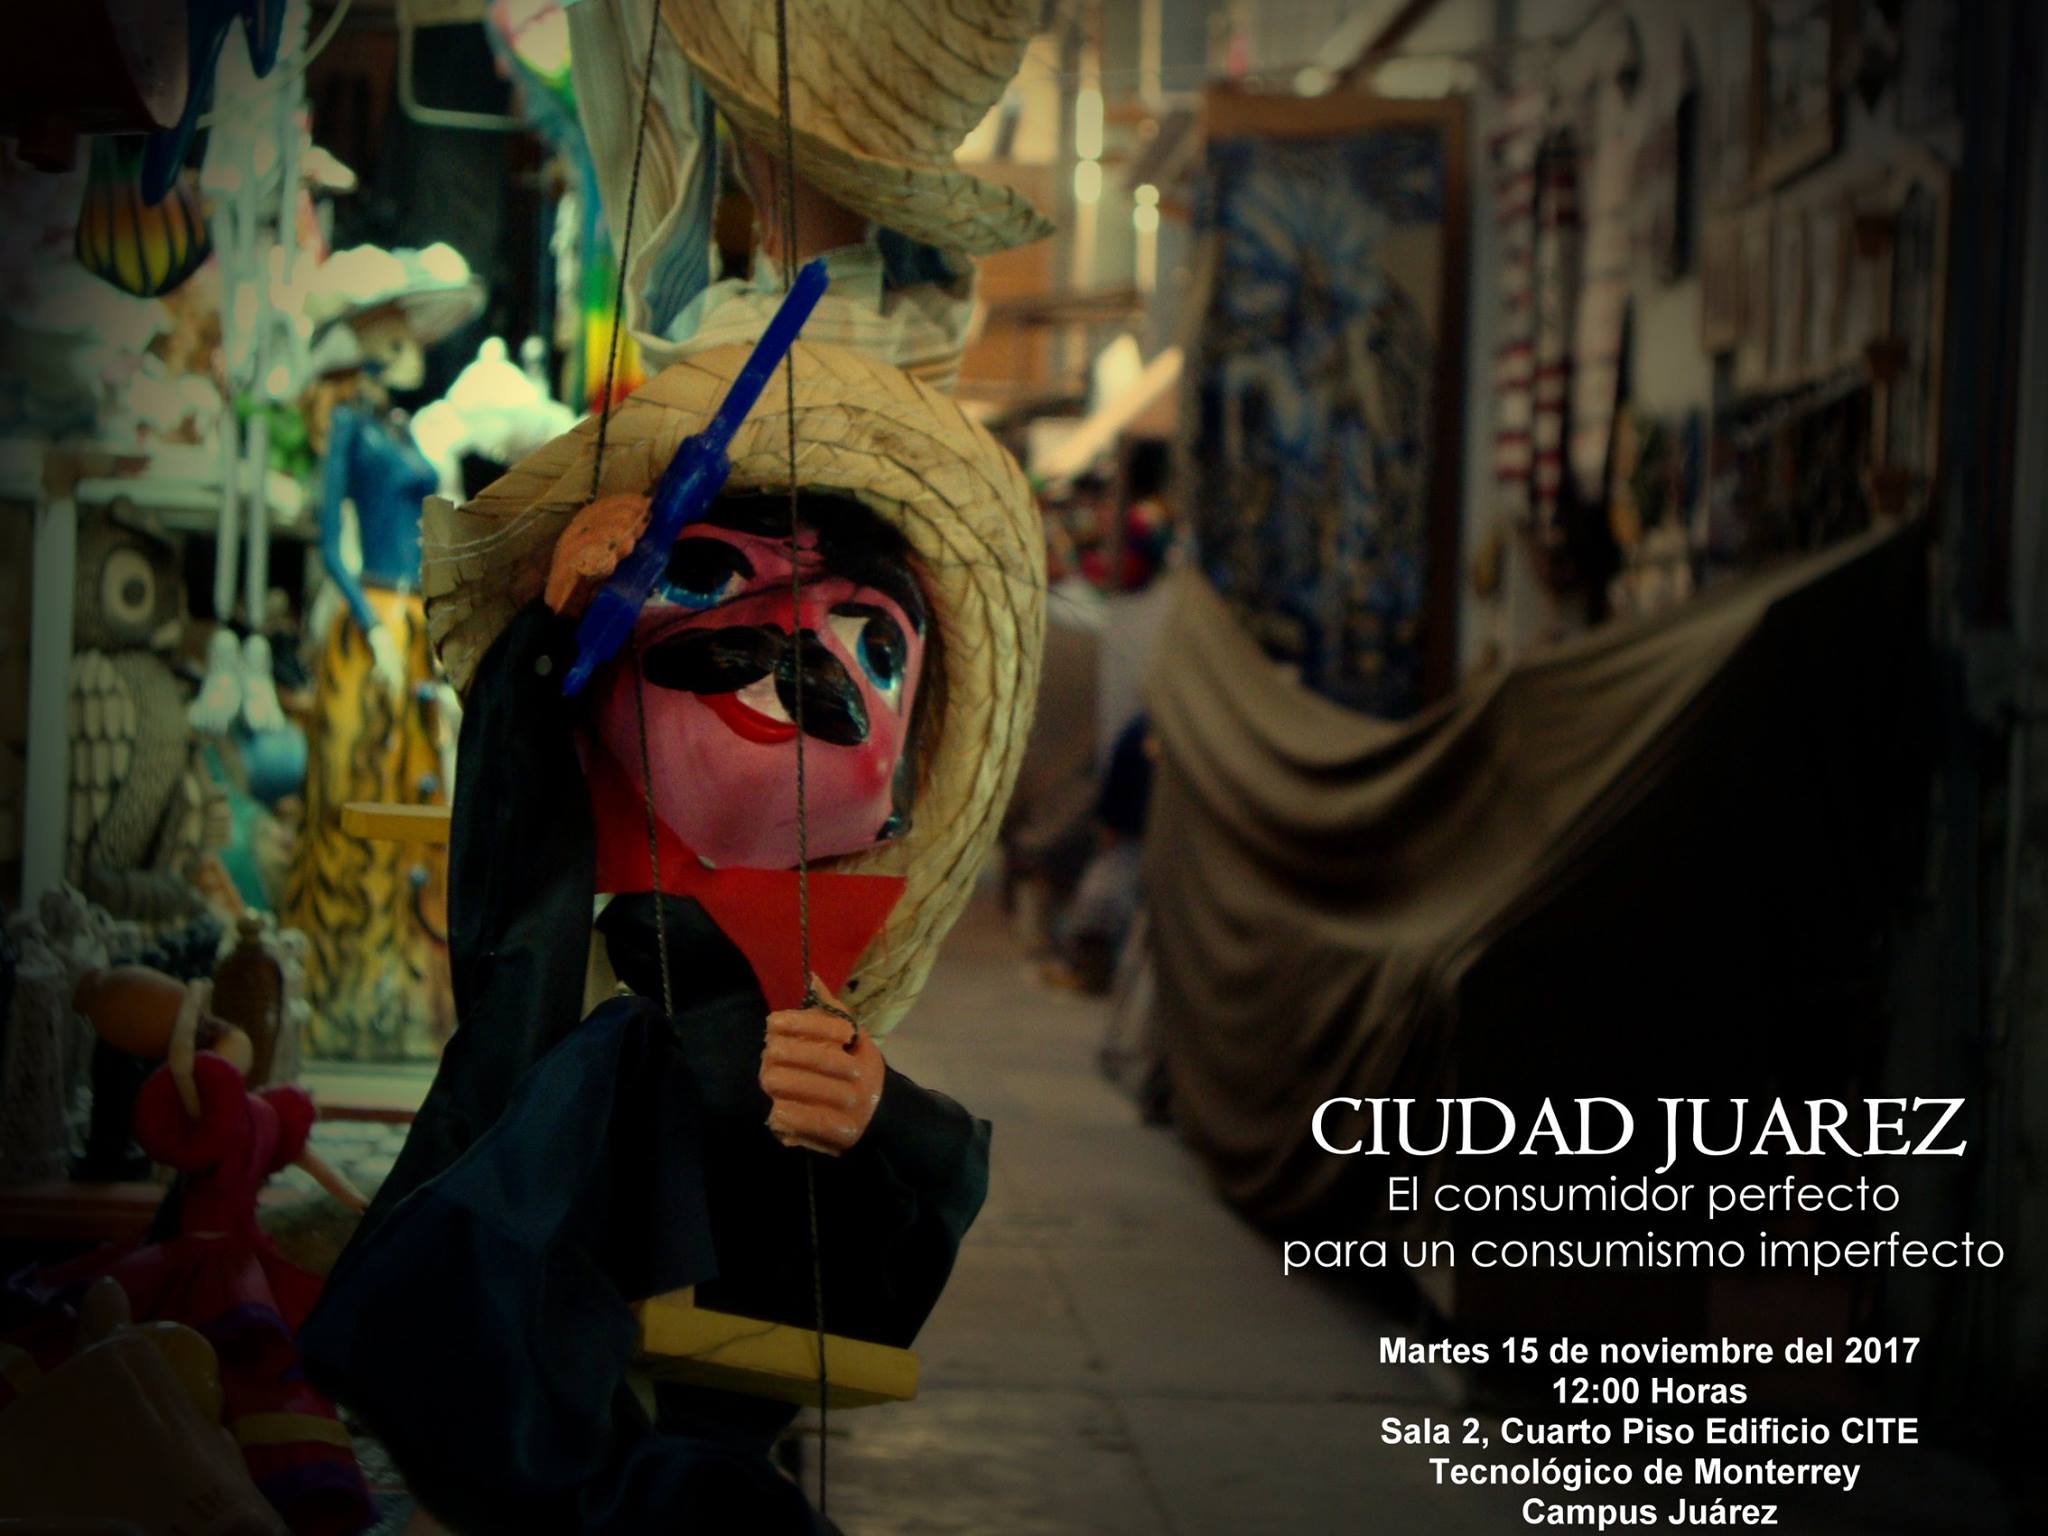 CIUDAD JUAREZ
El consumidor perfecto
para un consumismo imperfecto
Martes 15 de noviembre del 2017
12:00 Horas
Sala 2, Cuarto Piso Edificio CITE
Tecnológico de Monterrey
Campus Juárez